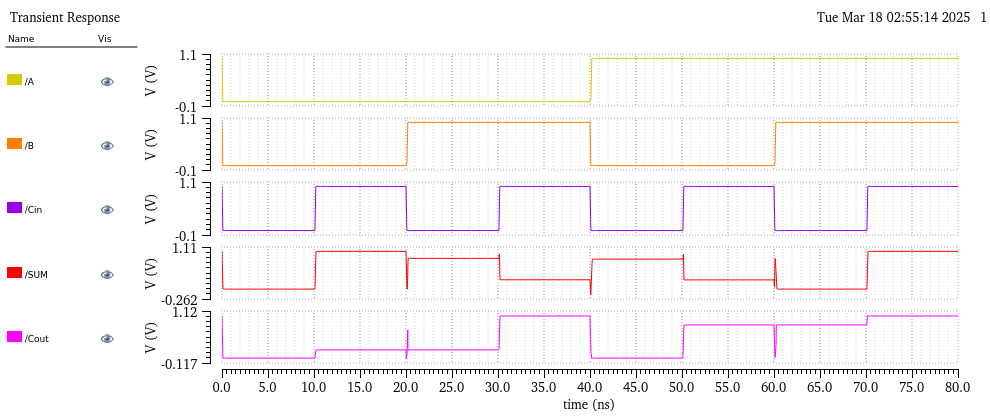 Transient Response Tue Mar 18 02:55:14 2025 1
Name Vis
/A V (V) 1.1 -0.1
/B V (V) 1.1 -0.1
/Cin V (V) 1.1 -0.1
/SUM V (V) 1.11 -0.262
/Cout V (V) 1.12 -0.117
0.0 5.0 10.0 15.0 20.0 25.0 30.0 35.0 40.0 45.0 50.0 55.0 60.0 65.0 70.0 75.0 80.0
time (ns)